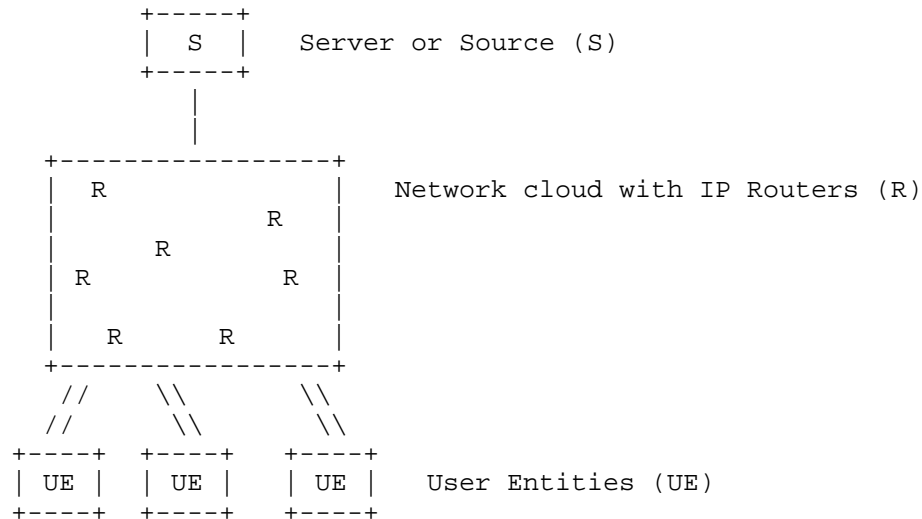 S Server or Source (S)
R Network cloud with IP Routers (R)
R
R
R R
R R
UE UE UE User Entities (UE)